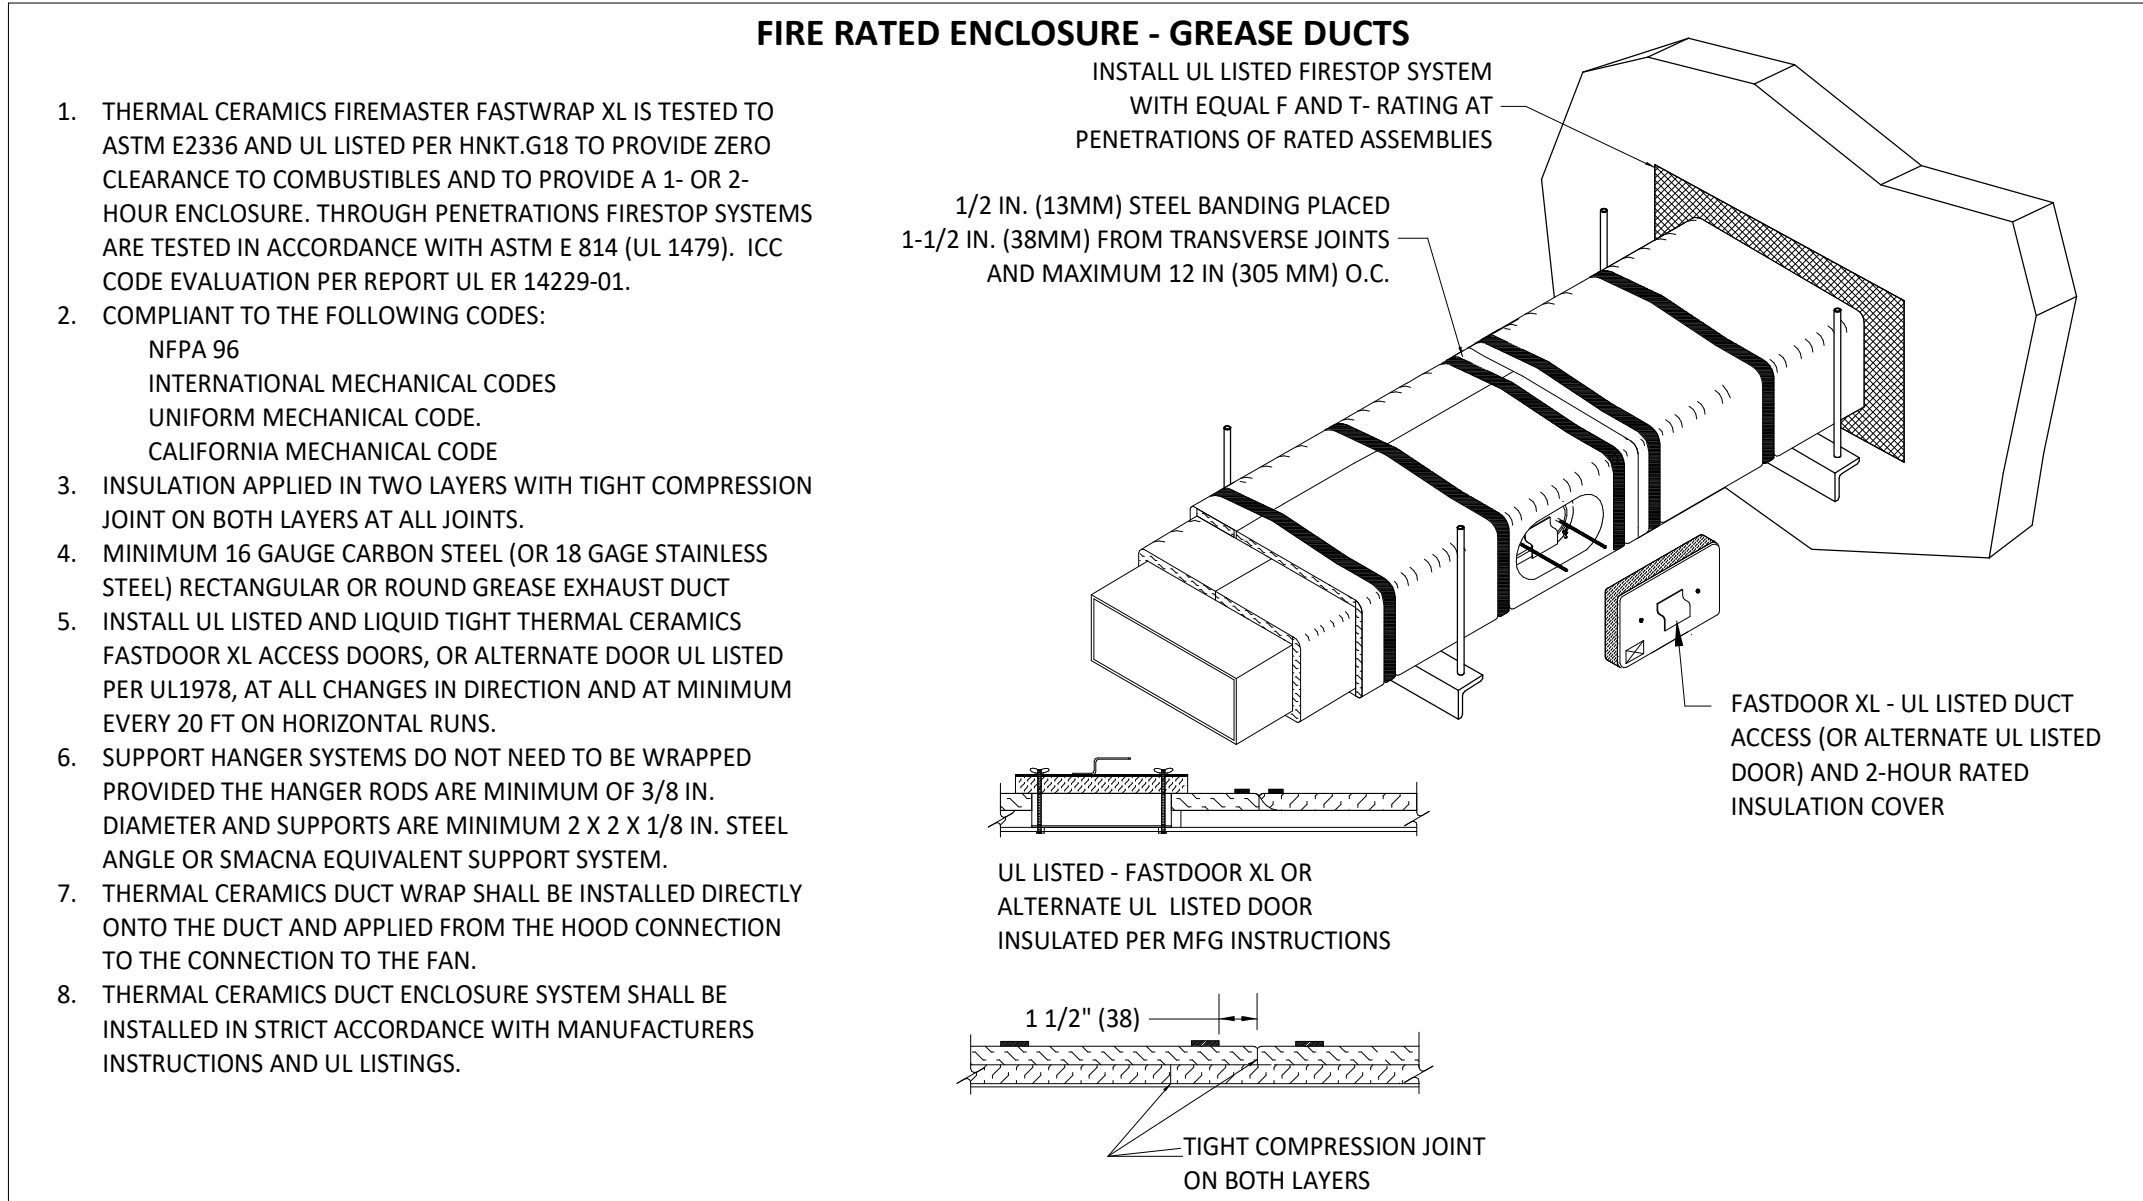 FIRE RATED ENCLOSURE - GREASE DUCTS
1. THERMAL CERAMICS FIREMASTER FASTWRAP XL IS TESTED TO
ASTM E2336 AND UL LISTED PER HNKT.G18 TO PROVIDE ZERO
CLEARANCE TO COMBUSTIBLES AND TO PROVIDE A 1- OR 2-
HOUR ENCLOSURE. THROUGH PENETRATIONS FIRESTOP SYSTEMS
ARE TESTED IN ACCORDANCE WITH ASTM E 814 (UL 1479).  ICC
CODE EVALUATION PER REPORT UL ER 14229-01.
2. COMPLIANT TO THE FOLLOWING CODES:
NFPA 96
INTERNATIONAL MECHANICAL CODES
UNIFORM MECHANICAL CODE.
CALIFORNIA MECHANICAL CODE
3. INSULATION APPLIED IN TWO LAYERS WITH TIGHT COMPRESSION
JOINT ON BOTH LAYERS AT ALL JOINTS.
4. MINIMUM 16 GAUGE CARBON STEEL (OR 18 GAGE STAINLESS
STEEL) RECTANGULAR OR ROUND GREASE EXHAUST DUCT
5. INSTALL UL LISTED AND LIQUID TIGHT THERMAL CERAMICS
FASTDOOR XL ACCESS DOORS, OR ALTERNATE DOOR UL LISTED
PER UL1978, AT ALL CHANGES IN DIRECTION AND AT MINIMUM
EVERY 20 FT ON HORIZONTAL RUNS.
6. SUPPORT HANGER SYSTEMS DO NOT NEED TO BE WRAPPED
PROVIDED THE HANGER RODS ARE MINIMUM OF 3/8 IN.
DIAMETER AND SUPPORTS ARE MINIMUM 2 X 2 X 1/8 IN. STEEL
ANGLE OR SMACNA EQUIVALENT SUPPORT SYSTEM.
7. THERMAL CERAMICS DUCT WRAP SHALL BE INSTALLED DIRECTLY
ONTO THE DUCT AND APPLIED FROM THE HOOD CONNECTION
TO THE CONNECTION TO THE FAN.
8. THERMAL CERAMICS DUCT ENCLOSURE SYSTEM SHALL BE
INSTALLED IN STRICT ACCORDANCE WITH MANUFACTURERS
INSTRUCTIONS AND UL LISTINGS.
INSTALL UL LISTED FIRESTOP SYSTEM
WITH EQUAL F AND T- RATING AT
PENETRATIONS OF RATED ASSEMBLIES
1/2 IN. (13MM) STEEL BANDING PLACED
1-1/2 IN. (38MM) FROM TRANSVERSE JOINTS
AND MAXIMUM 12 IN (305 MM) O.C.
FASTDOOR XL - UL LISTED DUCT
ACCESS (OR ALTERNATE UL LISTED
DOOR) AND 2-HOUR RATED
INSULATION COVER
UL LISTED - FASTDOOR XL OR
ALTERNATE UL  LISTED DOOR
INSULATED PER MFG INSTRUCTIONS
1 1/2" (38)
TIGHT COMPRESSION JOINT
ON BOTH LAYERS